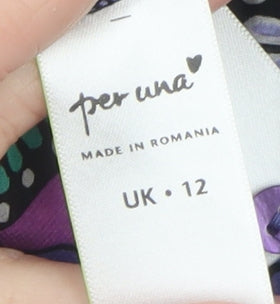 per una
MADE IN ROMANIA
UK • 12